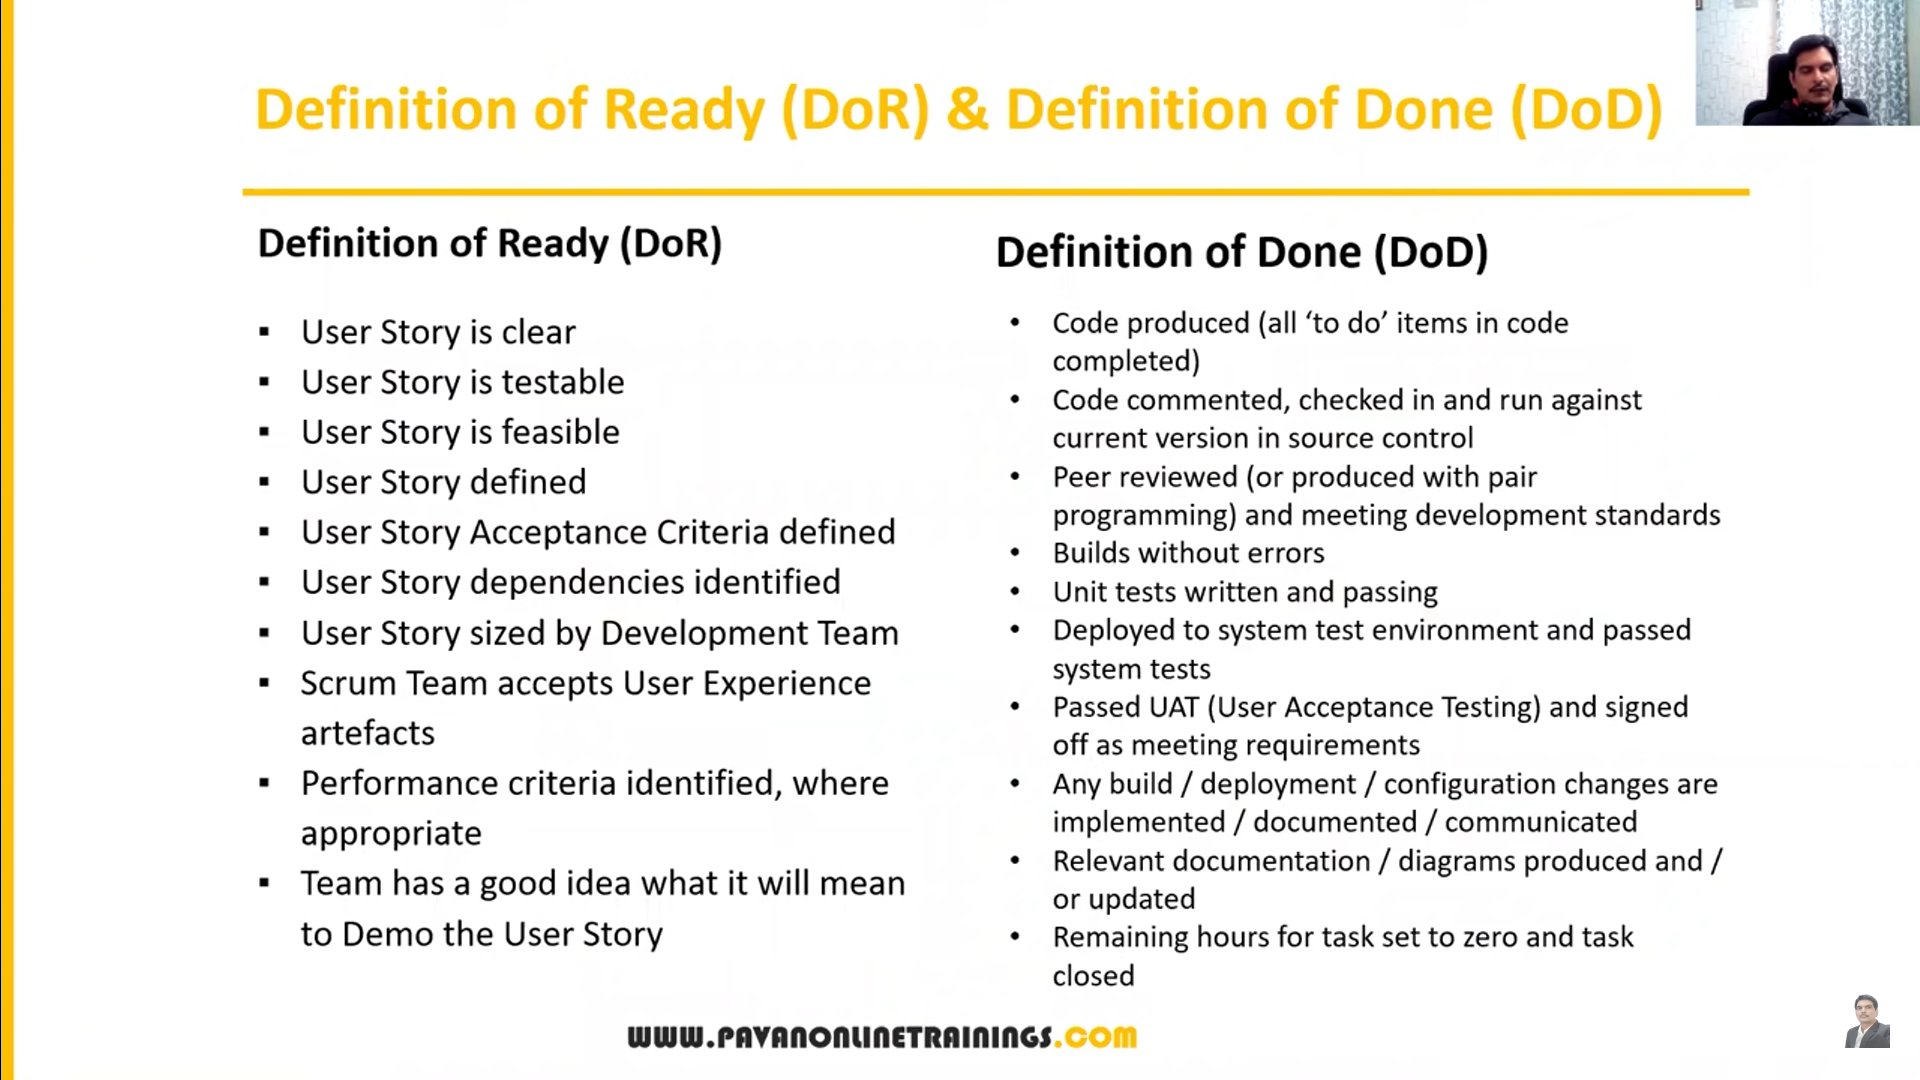 Definition of Ready (DoR) & Definition of Done (DoD)
Definition of Ready (DoR)
▪ User Story is clear
▪ User Story is testable
▪ User Story is feasible
▪ User Story defined
▪ User Story Acceptance Criteria defined
▪ User Story dependencies identified
▪ User Story sized by Development Team
▪ Scrum Team accepts User Experience
artefacts
▪ Performance criteria identified, where
appropriate
▪ Team has a good idea what it will mean
to Demo the User Story
Definition of Done (DoD)
• Code produced (all ‘to do’ items in code
completed)
• Code commented, checked in and run against
current version in source control
• Peer reviewed (or produced with pair
programming) and meeting development standards
• Builds without errors
• Unit tests written and passing
• Deployed to system test environment and passed
system tests
• Passed UAT (User Acceptance Testing) and signed
off as meeting requirements
• Any build / deployment / configuration changes are
implemented / documented / communicated
• Relevant documentation / diagrams produced and /
or updated
• Remaining hours for task set to zero and task
closed
WWW.PAVANONLINETRAININGS.COM